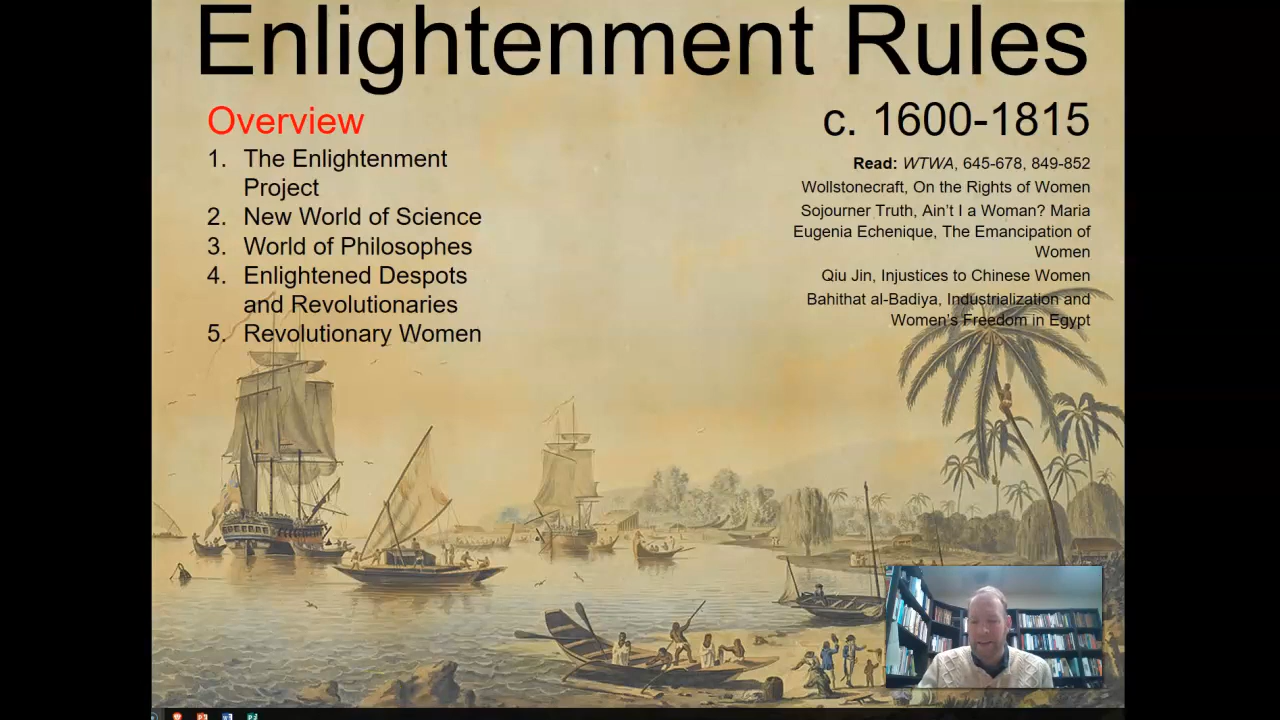 Enlightenment Rules
Overview
1. The Enlightenment
Project
2. New World of Science
3. World of Philosophes
4. Enlightened Despots
and Revolutionaries
5. Revolutionary Women
c. 1600-1815
Read: WTWA, 645-678, 849-852
Wollstonecraft, On the Rights of Women
Sojourner Truth, Ain't I a Woman? Maria
Eugenia Echenique, The Emancipation of
Women
Qiu Jin, Injustices to Chinese Women
Bahithat al-Badiya, Industrialization and
Women's Freedom in Egypt